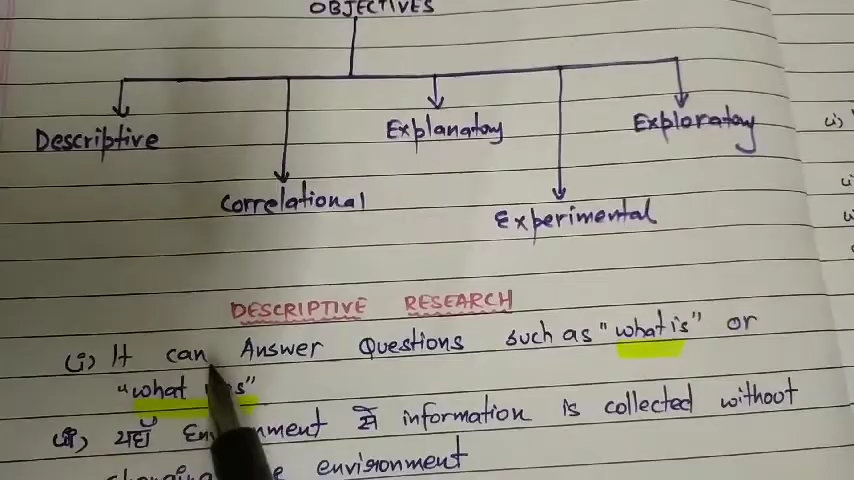 OBJECTIVES
Descriptive
Explanatory
Exploratory
Correlational
Experimental
DESCRIPTIVE RESEARCH
(i) It can Answer Questions such as "what is" or
"what
(ii) यहाँ Environment से information is collected without
environment